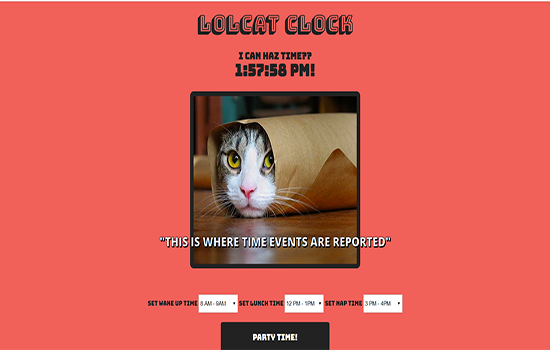 LOLCAT CLOCK
I CAN HAZ TIME??
1:57:58 PM!
"THIS IS WHERE TIME EVENTS ARE REPORTED"
SET WAKE UP TIME 8 AM - 9AM SET LUNCH TIME 12 PM - 1PM SET NAP TIME 3 PM - 4PM
PARTY TIME!